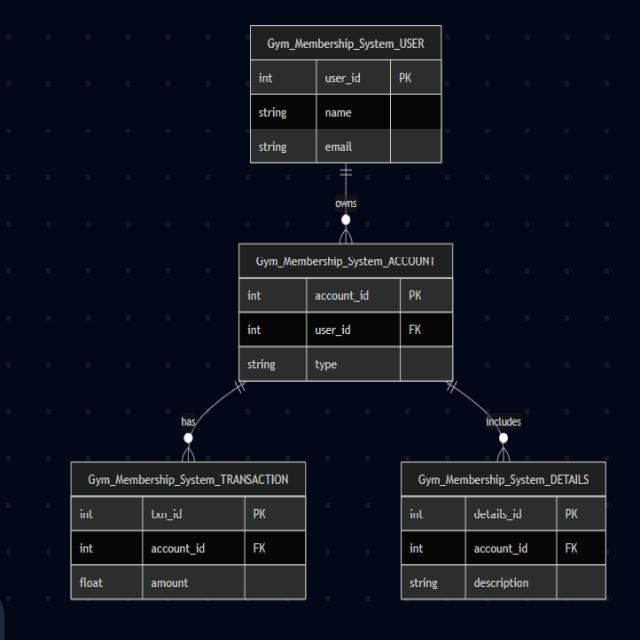 Gym_Membership_System_USER
int user_id PK
string name
string email
owns
Gym_Membership_System_ACCOUNT
int account_id PK
int user_id FK
string type
has
includes
Gym_Membership_System_TRANSACTION
int txn_id PK
int account_id FK
float amount
Gym_Membership_System_DETAILS
int details_id PK
int account_id FK
string description